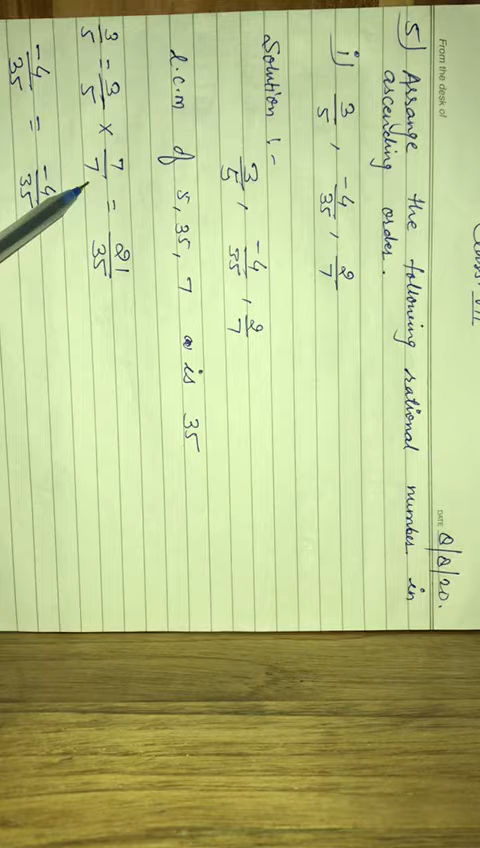 Class: VII
From the desk of
DATE 8/8/20.
5) Arrange the following rational number in
ascending order.
i) 3/5, -4/35, 2/7
Solution :-
3/5, -4/35, 2/7
L.C.M of 5, 35, 7 is 35
3/5 = 3/5 × 7/7 = 21/35
-4/35 = -4/35